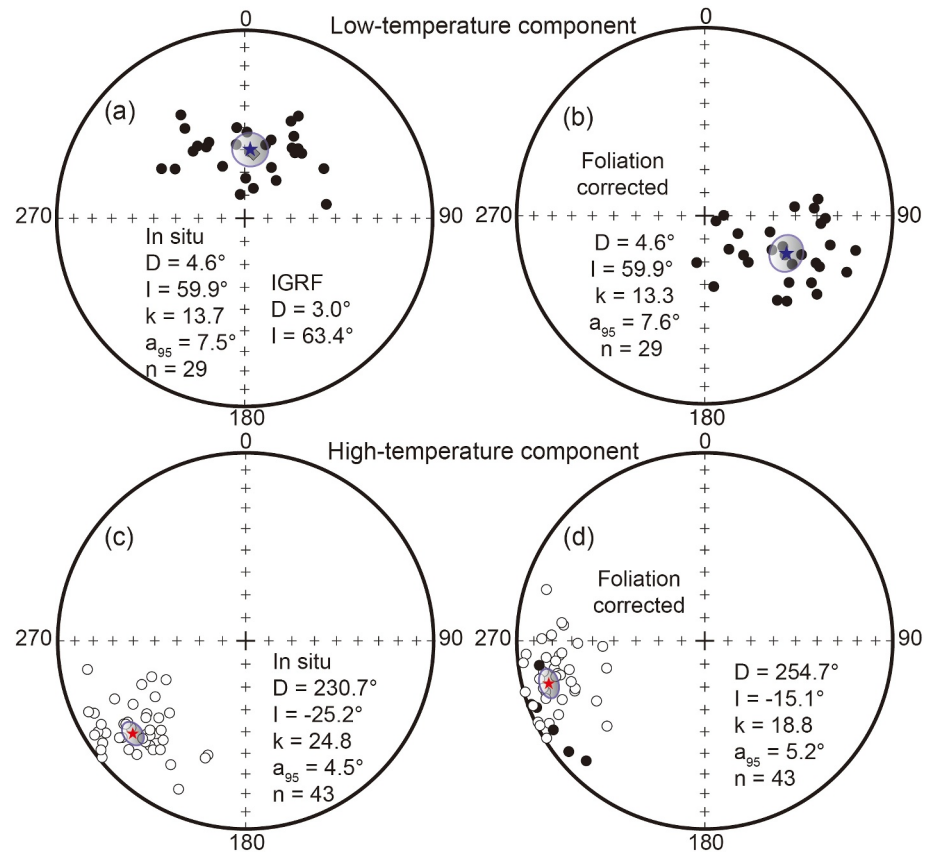 Low-temperature component
0
(a)
270
90
In situ
D = 4.6°
I = 59.9°
k = 13.7
a95 = 7.5°
n = 29
IGRF
D = 3.0°
I = 63.4°
180
0
(b)
Foliation
corrected
270
90
D = 4.6°
I = 59.9°
k = 13.3
a95 = 7.6°
n = 29
180
High-temperature component
0
(c)
270
90
In situ
D = 230.7°
I = -25.2°
k = 24.8
a95 = 4.5°
n = 43
180
0
(d)
Foliation
corrected
270
90
D = 254.7°
I = -15.1°
k = 18.8
a95 = 5.2°
n = 43
180